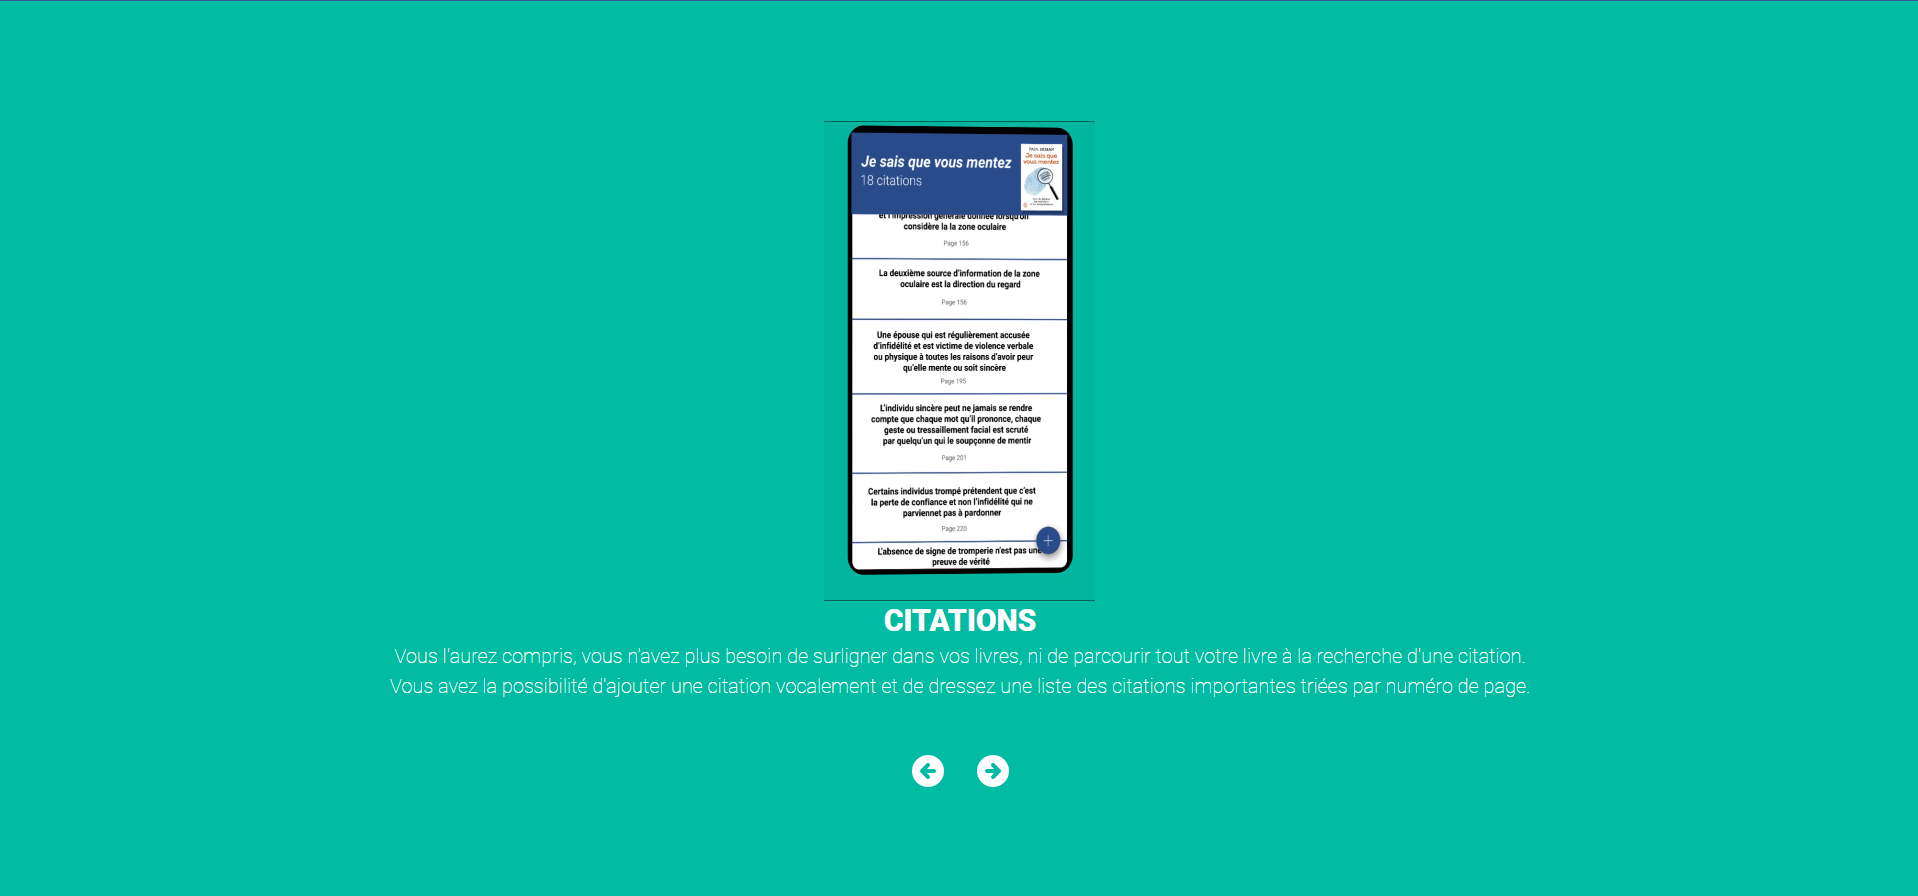 Je sais que vous mentez
18 citations
PAUL EKMAN
Je sais que
vous mentez
et l'impression générale donnée lorsqu'on
considère la la zone oculaire
Page 156
La deuxième source d'information de la zone
oculaire est la direction du regard
Page 156
Une épouse qui est régulièrement accusée
d'infidélité et est victime de violence verbale
ou physique à toutes les raisons d'avoir peur
qu'elle mente ou soit sincère
Page 195
L'individu sincère peut ne jamais se rendre
compte que chaque mot qu'il prononce, chaque
geste ou tressaillement facial est scruté
par quelqu'un qui le soupçonne de mentir
Page 201
Certains individus trompé prétendent que c'est
la perte de confiance et non l'infidélité qui ne
parviennet pas à pardonner
Page 220
L'absence de signe de tromperie n'est pas une
preuve de vérité
CITATIONS
Vous l'aurez compris, vous n'avez plus besoin de surligner dans vos livres, ni de parcourir tout votre livre à la recherche d'une citation.
Vous avez la possibilité d'ajouter une citation vocalement et de dressez une liste des citations importantes triées par numéro de page.